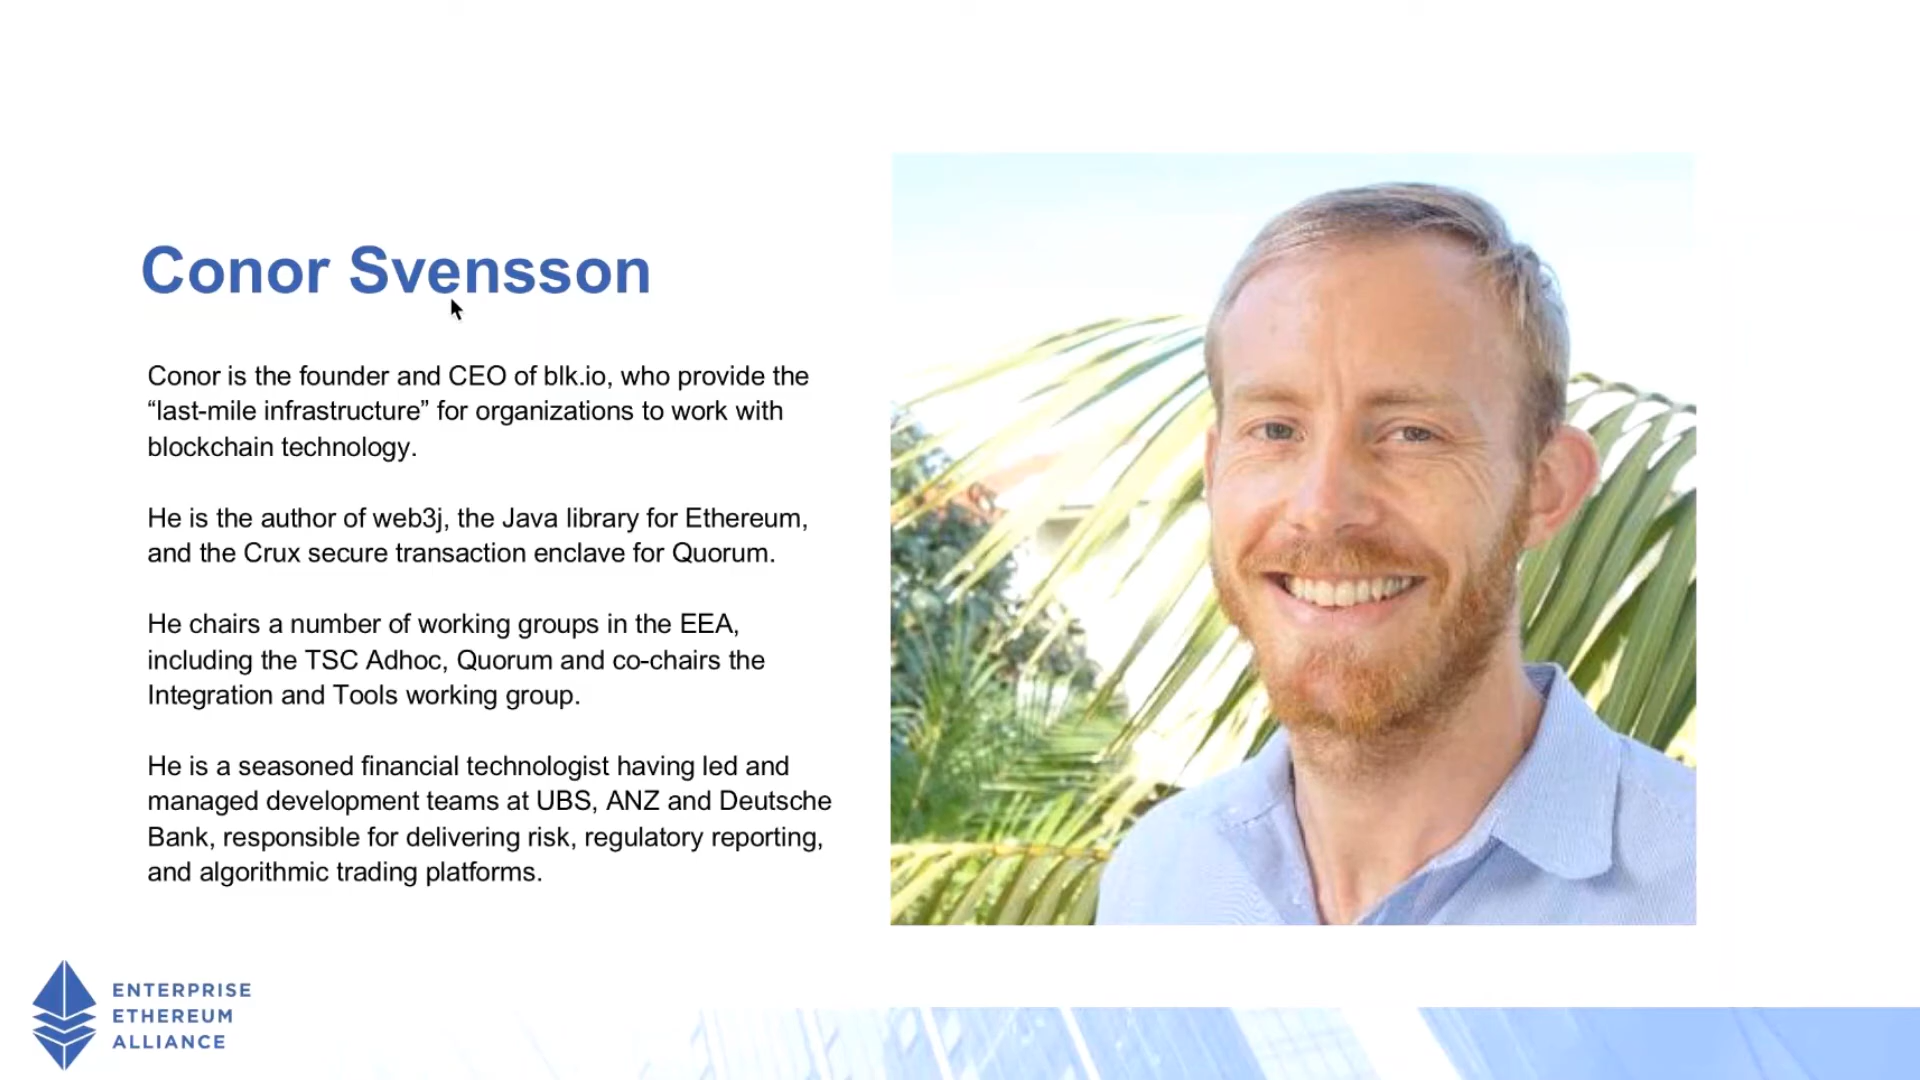 Conor Svensson
Conor is the founder and CEO of blk.io, who provide the
“last-mile infrastructure” for organizations to work with
blockchain technology.
He is the author of web3j, the Java library for Ethereum,
and the Crux secure transaction enclave for Quorum.
He chairs a number of working groups in the EEA,
including the TSC Adhoc, Quorum and co-chairs the
Integration and Tools working group.
He is a seasoned financial technologist having led and
managed development teams at UBS, ANZ and Deutsche
Bank, responsible for delivering risk, regulatory reporting,
and algorithmic trading platforms.
ENTERPRISE
ETHEREUM
ALLIANCE